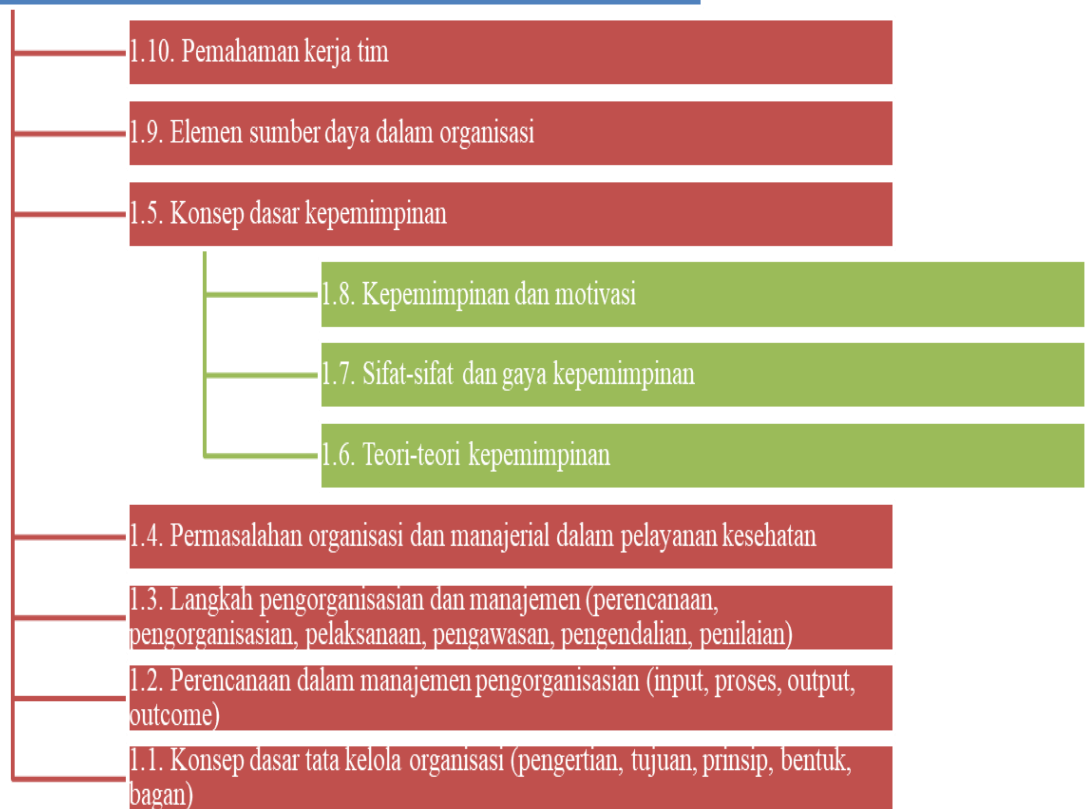 1.10. Pemahaman kerja tim
1.9. Elemen sumber daya dalam organisasi
1.5. Konsep dasar kepemimpinan
1.8. Kepemimpinan dan motivasi
1.7. Sifat-sifat dan gaya kepemimpinan
1.6. Teori-teori kepemimpinan
1.4. Permasalahan organisasi dan manajerial dalam pelayanan kesehatan
1.3. Langkah pengorganisasian dan manajemen (perencanaan,
pengorganisasian, pelaksanaan, pengawasan, pengendalian, penilaian)
1.2. Perencanaan dalam manajemen pengorganisasian (input, proses, output,
outcome)
1.1. Konsep dasar tata kelola organisasi (pengertian, tujuan, prinsip, bentuk,
bagan)